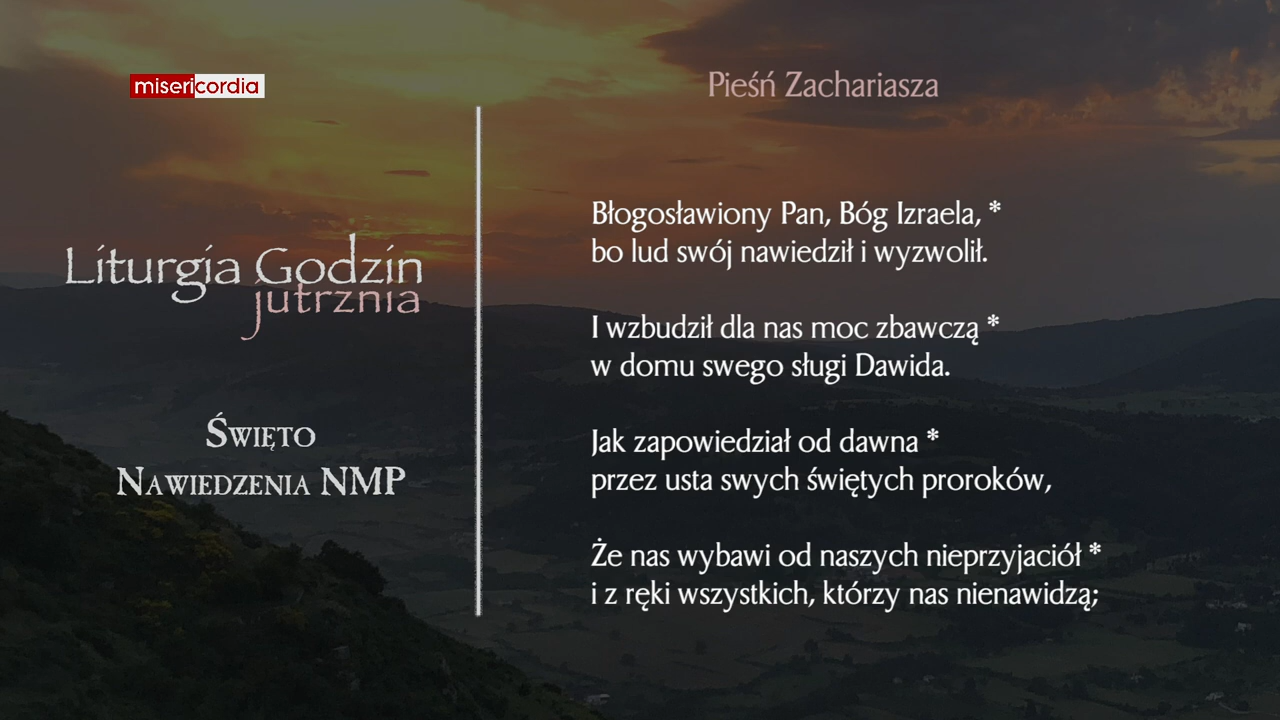 misericordia
Liturgia Godzin
jutrznia
Święto
Nawiedzenia NMP
Pieśń Zachariasza
Błogosławiony Pan, Bóg Izraela, *
bo lud swój nawiedził i wyzwolił.
I wzbudził dla nas moc zbawczą *
w domu swego sługi Dawida.
Jak zapowiedział od dawna *
przez usta swych świętych proroków,
Że nas wybawi od naszych nieprzyjaciół *
i z ręki wszystkich, którzy nas nienawidzą;